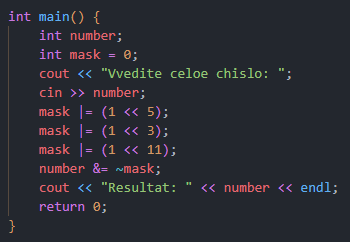 int main() {
    int number;
    int mask = 0;
    cout << "Vvedite celoe chislo: ";
    cin >> number;
    mask |= (1 << 5);
    mask |= (1 << 3);
    mask |= (1 << 11);
    number &= ~mask;
    cout << "Resultat: " << number << endl;
    return 0;
}